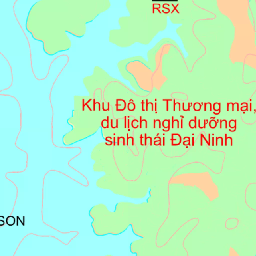 RSX
Khu Đô thị Thương mại,
du lịch nghỉ dưỡng
sinh thái Đại Ninh
SON